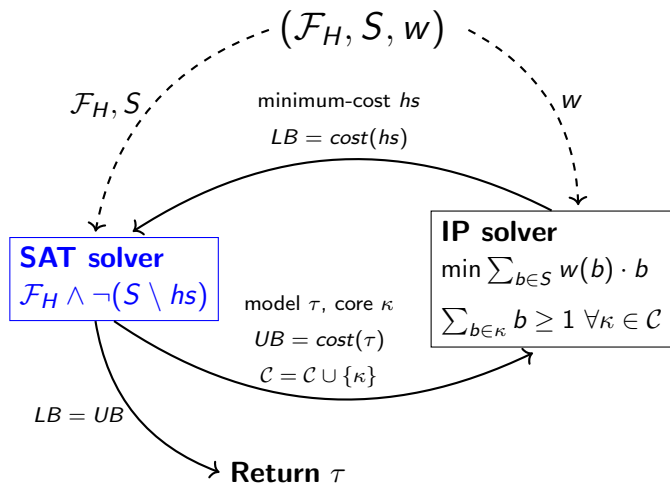 (𝓕_H, S, w)
𝓕_H, S
w
minimum-cost hs
LB = cost(hs)
SAT solver
𝓕_H ∧ ¬(S \ hs)
IP solver
min ∑_{b∈S} w(b) · b
∑_{b∈κ} b ≥ 1 ∀κ ∈ 𝒞
model τ, core κ
UB = cost(τ)
𝒞 = 𝒞 ∪ {κ}
LB = UB
Return τ